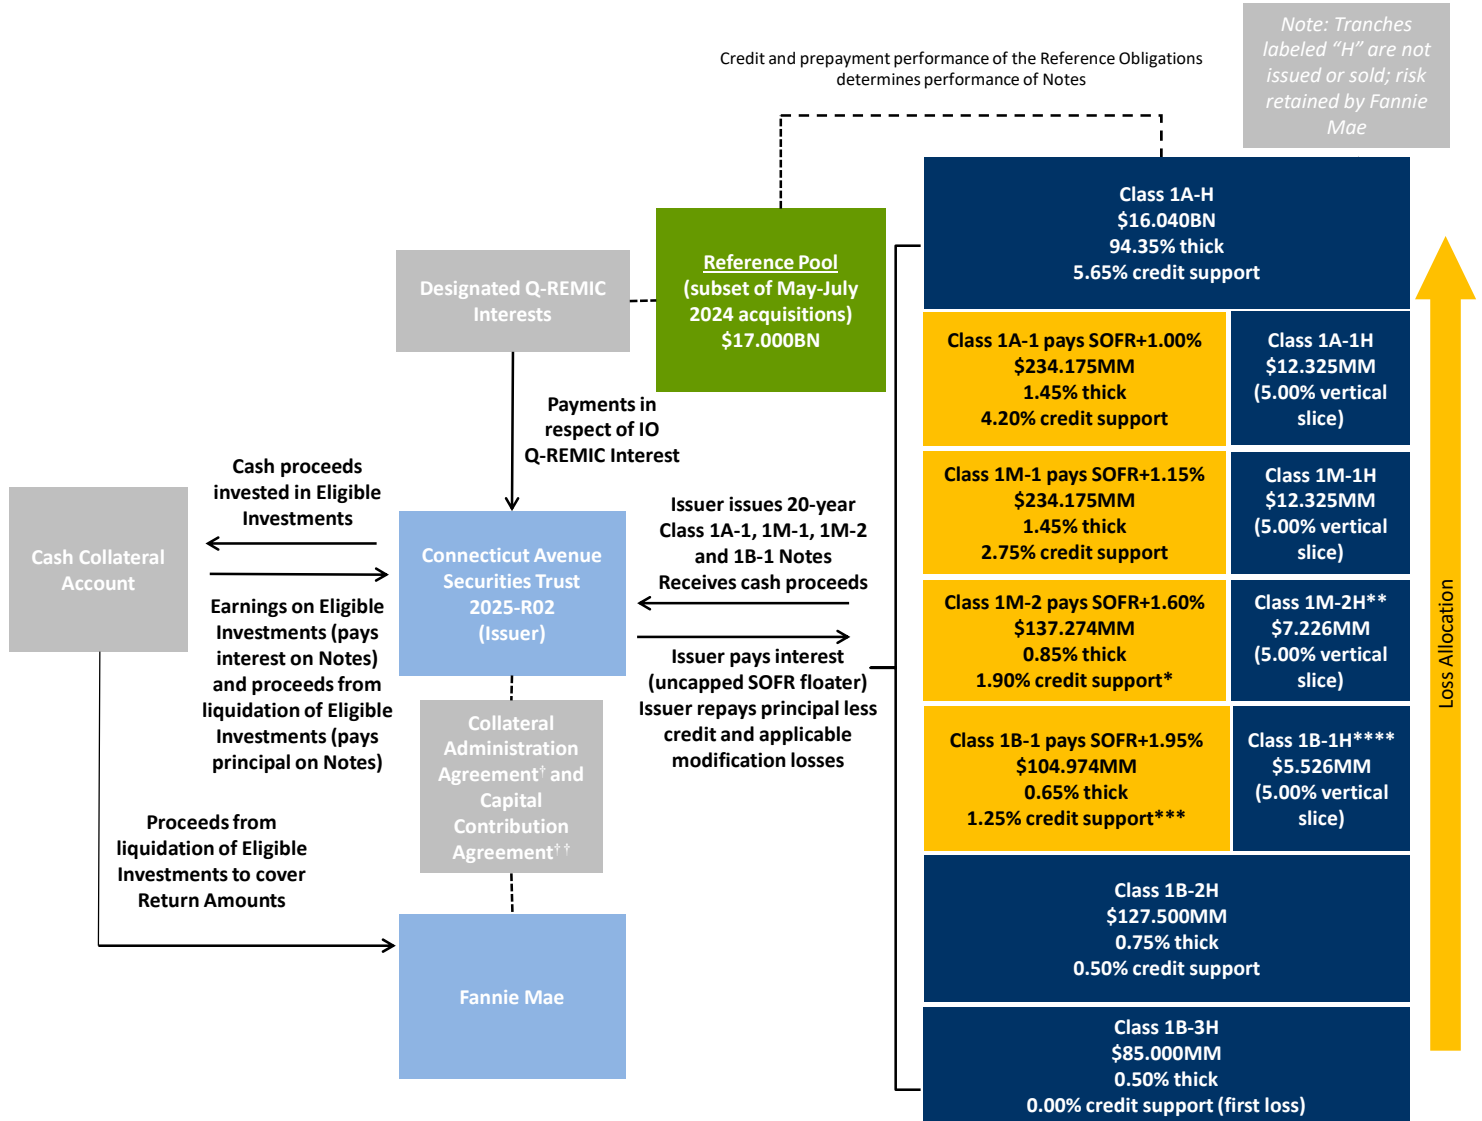 Note: Tranches
labeled “H” are not
issued or sold; risk
retained by Fannie
Mae
Credit and prepayment performance of the Reference Obligations
determines performance of Notes
Class 1A-H
$16.040BN
94.35% thick
5.65% credit support
Reference Pool
(subset of May-July
2024 acquisitions)
$17.000BN
Designated Q-REMIC
Interests
Class 1A-1 pays SOFR+1.00%
$234.175MM
1.45% thick
4.20% credit support
Class 1A-1H
$12.325MM
(5.00% vertical
slice)
Payments in
respect of IO
Q-REMIC Interest
Cash proceeds
invested in Eligible
Investments
Class 1M-1 pays SOFR+1.15%
$234.175MM
1.45% thick
2.75% credit support
Class 1M-1H
$12.325MM
(5.00% vertical
slice)
Issuer issues 20-year
Class 1A-1, 1M-1, 1M-2
and 1B-1 Notes
Receives cash proceeds
Cash Collateral
Account
Connecticut Avenue
Securities Trust
2025-R02
(Issuer)
Earnings on Eligible
Investments (pays
interest on Notes)
and proceeds from
liquidation of Eligible
Investments (pays
principal on Notes)
Class 1M-2 pays SOFR+1.60%
$137.274MM
0.85% thick
1.90% credit support*
Class 1M-2H**
$7.226MM
(5.00% vertical
slice)
Issuer pays interest
(uncapped SOFR floater)
Issuer repays principal less
credit and applicable
modification losses
Loss Allocation
Collateral
Administration
Agreement† and
Capital
Contribution
Agreement††
Class 1B-1 pays SOFR+1.95%
$104.974MM
0.65% thick
1.25% credit support***
Class 1B-1H****
$5.526MM
(5.00% vertical
slice)
Proceeds from
liquidation of Eligible
Investments to cover
Return Amounts
Class 1B-2H
$127.500MM
0.75% thick
0.50% credit support
Fannie Mae
Class 1B-3H
$85.000MM
0.50% thick
0.00% credit support (first loss)